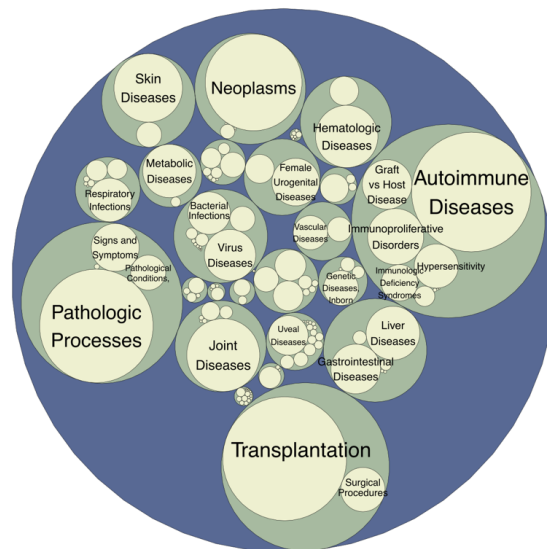 Skin
Diseases
Neoplasms
Hematologic
Diseases
Metabolic
Diseases
Female
Urogenital
Diseases
Graft
vs Host
Disease
Autoimmune
Diseases
Respiratory
Infections
Bacterial
Infections
Virus
Diseases
Vascular
Diseases
Immunoproliferative
Disorders
Hypersensitivity
Immunologic
Deficiency
Syndromes
Signs and
Symptoms
Pathological
Conditions,
Genetic
Diseases,
Inborn
Pathologic
Processes
Joint
Diseases
Uveal
Diseases
Liver
Diseases
Gastrointestinal
Diseases
Transplantation
Surgical
Procedures